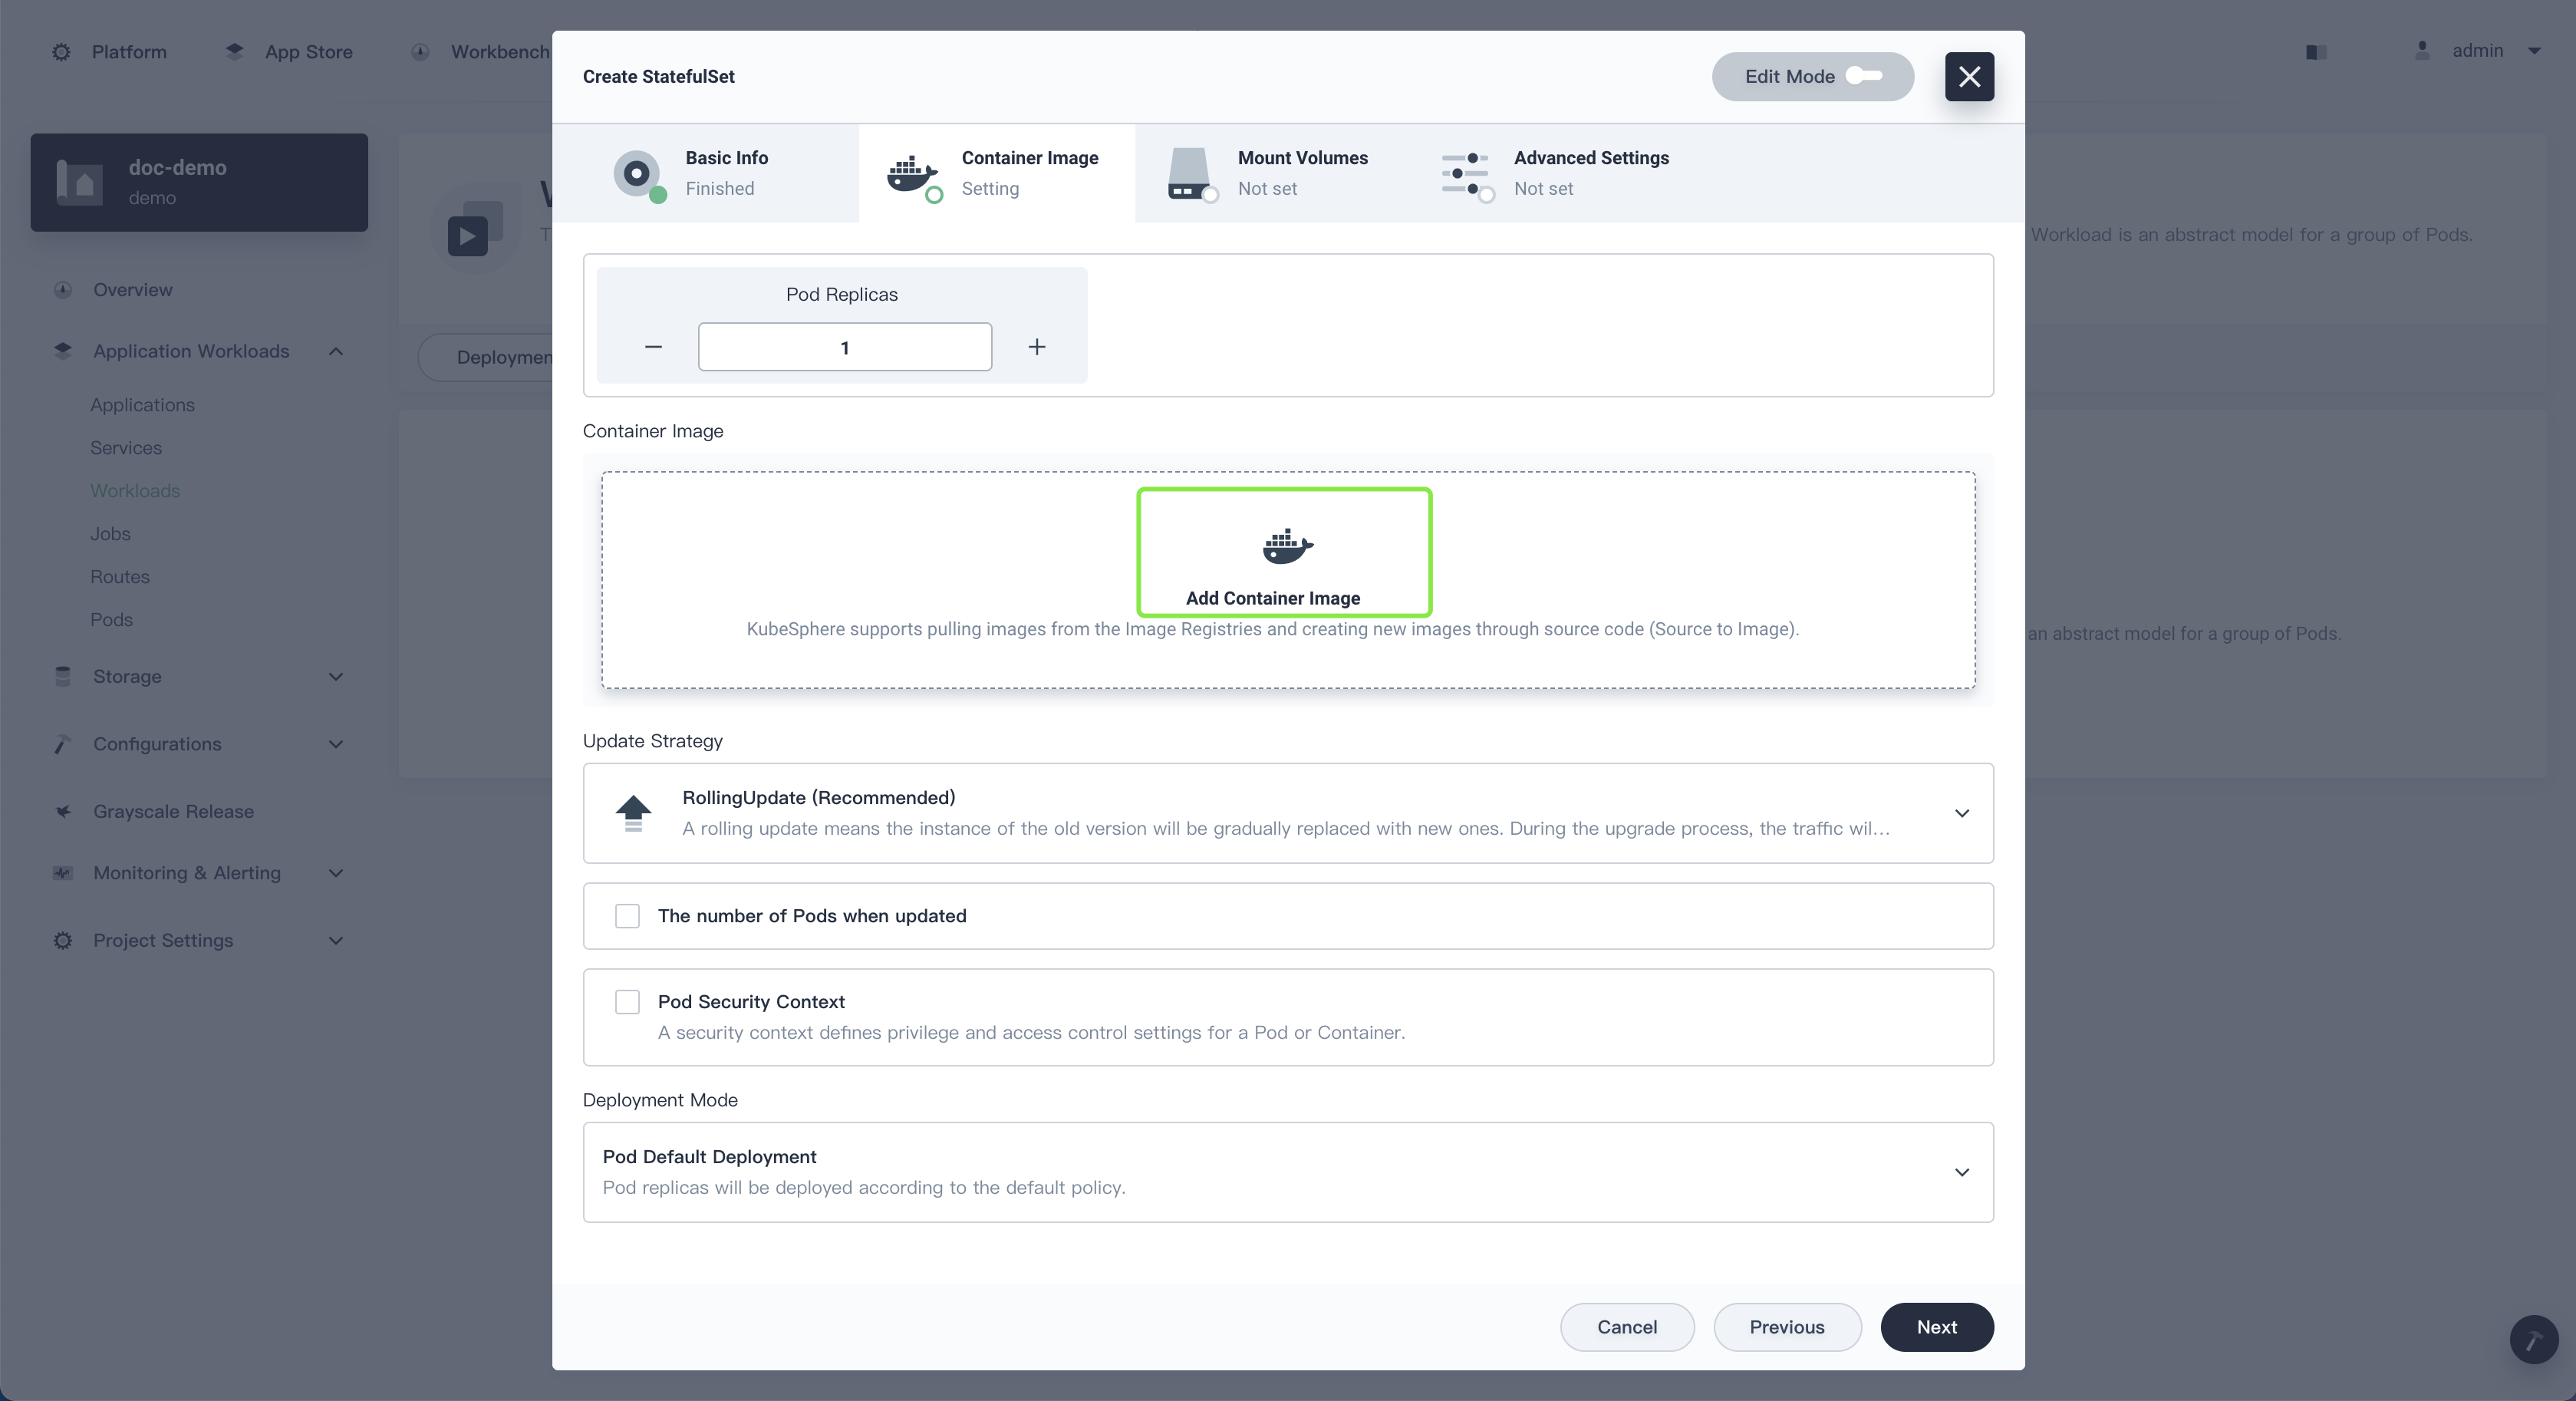 Platform
App Store
Workbench
admin
Create StatefulSet
Edit Mode
doc-demo
demo
Basic Info
Finished
Container Image
Setting
Mount Volumes
Not set
Advanced Settings
Not set
Workload is an abstract model for a group of Pods.
Overview
Application Workloads
Applications
Services
Workloads
Jobs
Routes
Pods
Storage
Configurations
Grayscale Release
Monitoring & Alerting
Project Settings
Pod Replicas
1
Container Image
Add Container Image
KubeSphere supports pulling images from the Image Registries and creating new images through source code (Source to Image).
an abstract model for a group of Pods.
Update Strategy
RollingUpdate (Recommended)
A rolling update means the instance of the old version will be gradually replaced with new ones. During the upgrade process, the traffic wil...
The number of Pods when updated
Pod Security Context
A security context defines privilege and access control settings for a Pod or Container.
Deployment Mode
Pod Default Deployment
Pod replicas will be deployed according to the default policy.
Cancel
Previous
Next